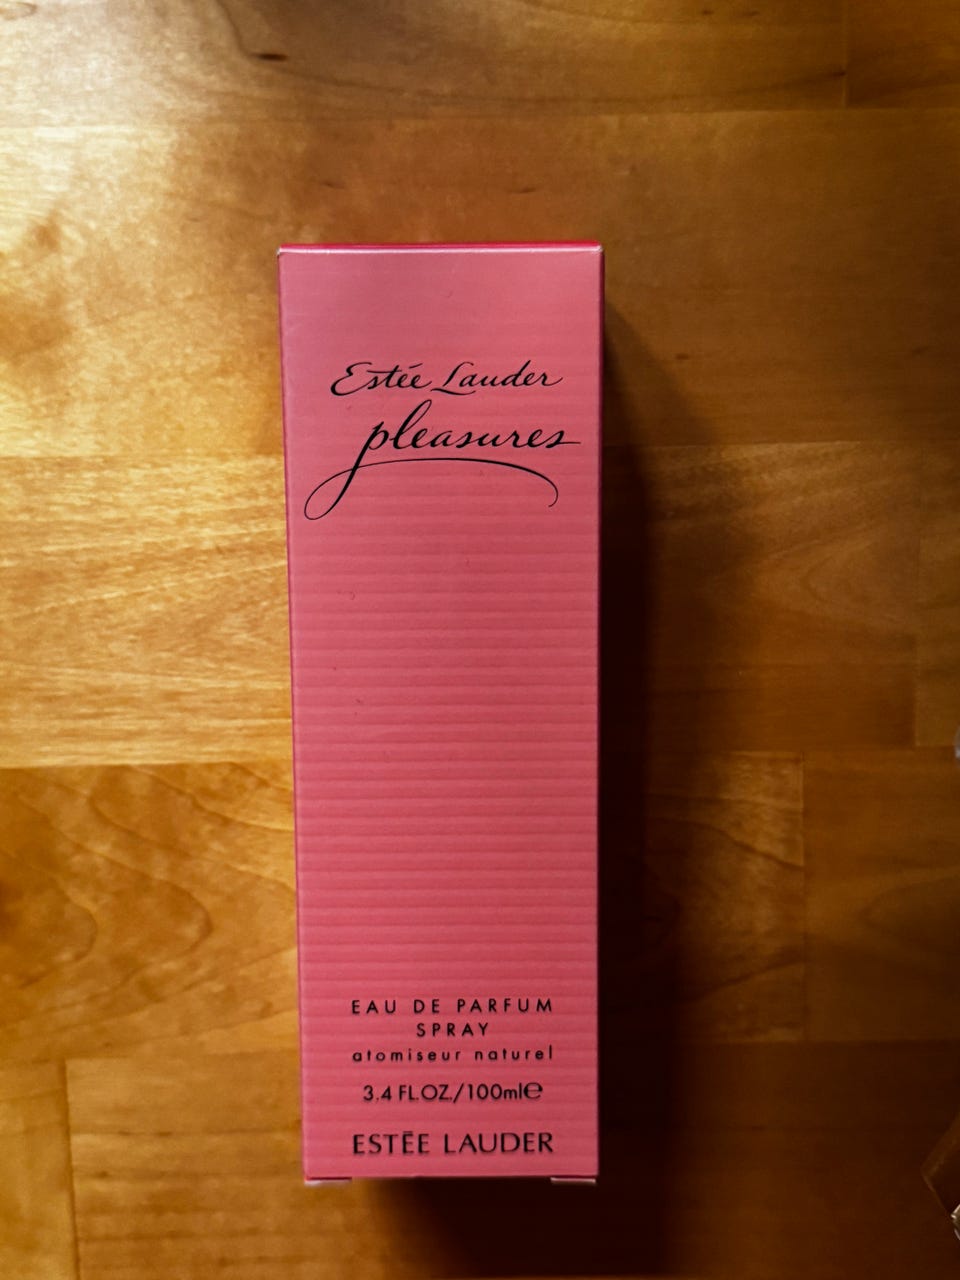 Estée Lauder
pleasures
EAU DE PARFUM
SPRAY
atomiseur naturel
3.4 FL.OZ./100ml℮
ESTĒE LAUDER